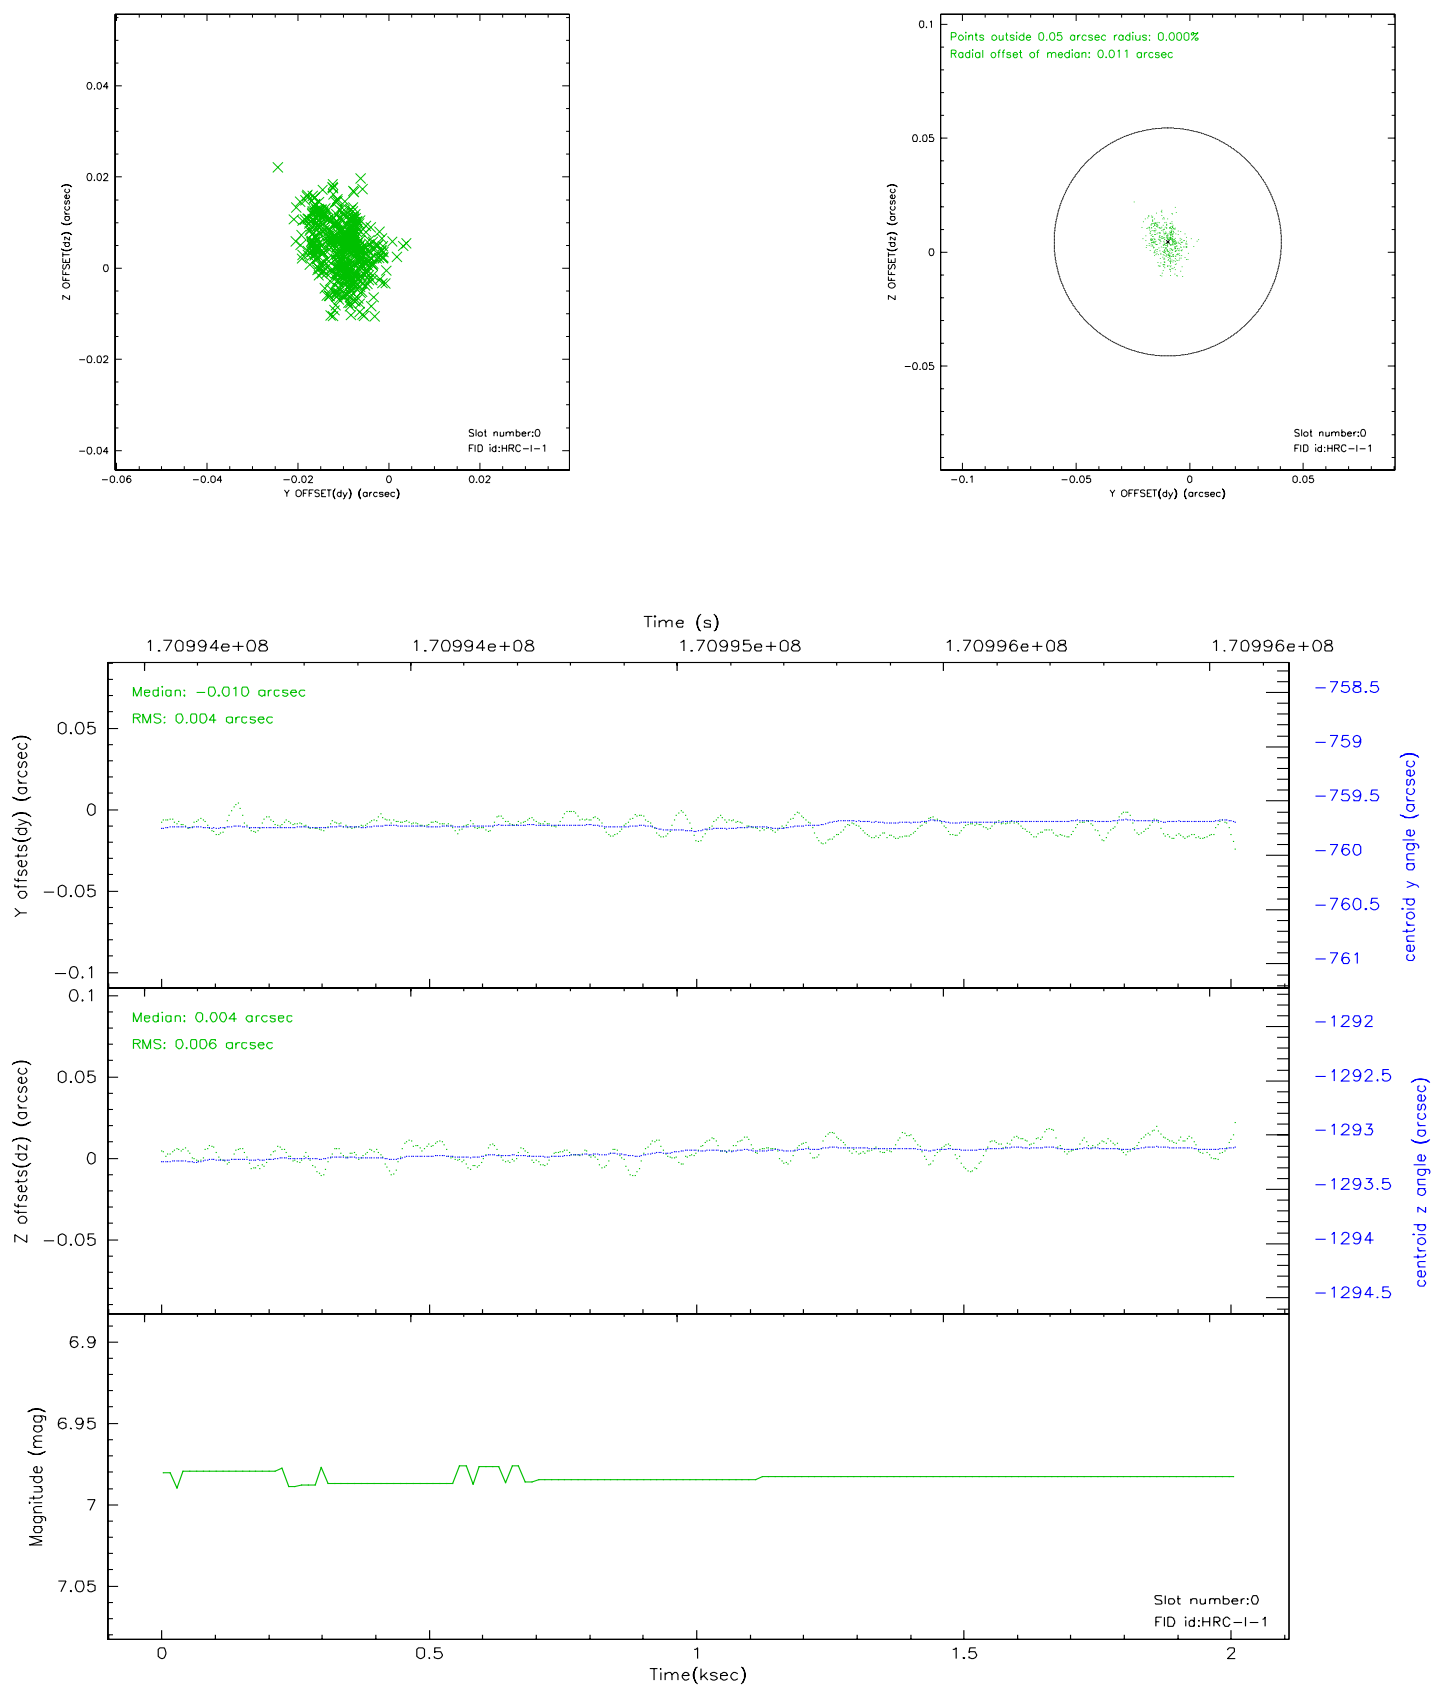 0.04
0.02
0
-0.02
-0.04
Z OFFSET(dz) (arcsec)
Slot number:0
FID id:HRC-I-1
-0.06 -0.04 -0.02 0 0.02
Y OFFSET(dy) (arcsec)
Points outside 0.05 arcsec radius: 0.000%
Radial offset of median: 0.011 arcsec
0.1
0.05
0
-0.05
Z OFFSET(dz) (arcsec)
Slot number:0
FID id:HRC-I-1
-0.1 -0.05 0 0.05
Y OFFSET(dy) (arcsec)
Time (s)
1.70994e+08 1.70994e+08 1.70995e+08 1.70996e+08 1.70996e+08
Median: -0.010 arcsec
RMS: 0.004 arcsec
0.05
0
-0.05
-0.1
Y offsets(dy) (arcsec)
-758.5
-759
-759.5
-760
-760.5
-761
centroid y angle (arcsec)
Median: 0.004 arcsec
RMS: 0.006 arcsec
0.1
0.05
0
-0.05
Z offsets(dz) (arcsec)
-1292
-1292.5
-1293
-1293.5
-1294
-1294.5
centroid z angle (arcsec)
6.9
6.95
7
7.05
Magnitude (mag)
Slot number:0
FID id:HRC-I-1
0 0.5 1 1.5 2
Time(ksec)